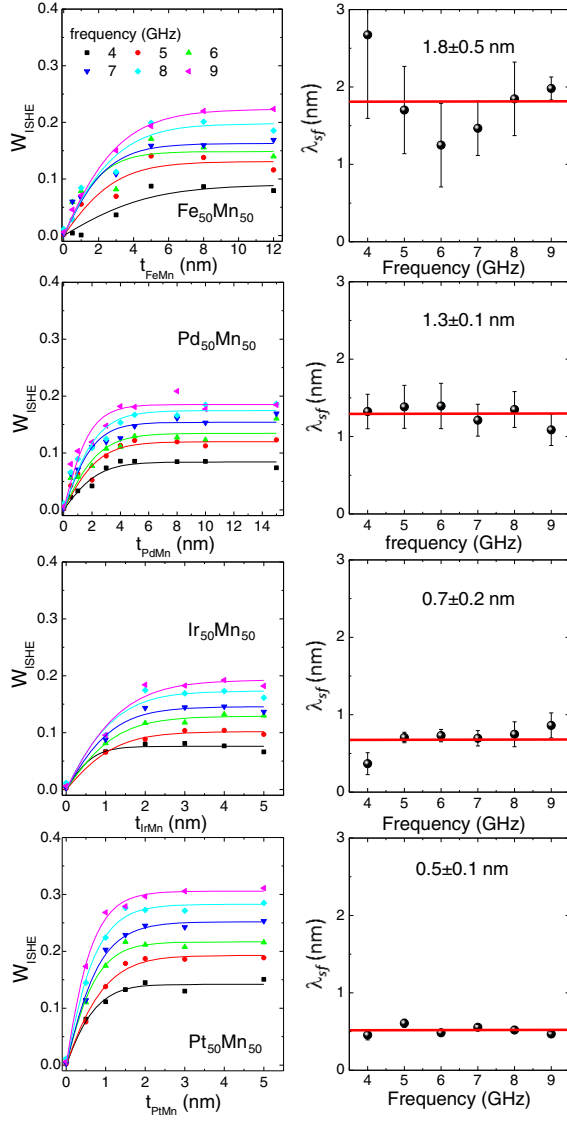 frequency (GHz)
4 5 6
7 8 9
0.4
0.3
0.2
0.1
0.0
W_ISHE
Fe50Mn50
0 2 4 6 8 10 12
t_FeMn (nm)
3
2
1
0
λ_sf (nm)
1.8±0.5 nm
4 5 6 7 8 9
Frequency (GHz)
0.4
0.3
0.2
0.1
0.0
W_ISHE
Pd50Mn50
0 2 4 6 8 10 12 14
t_PdMn (nm)
3
2
1
0
λ_sf (nm)
1.3±0.1 nm
4 5 6 7 8 9
frequency (GHz)
0.4
0.3
0.2
0.1
0.0
W_ISHE
Ir50Mn50
0 1 2 3 4 5
t_IrMn (nm)
3
2
1
0
λ_sf (nm)
0.7±0.2 nm
4 5 6 7 8 9
Frequency (GHz)
0.4
0.3
0.2
0.1
0.0
W_ISHE
Pt50Mn50
0 1 2 3 4 5
t_PtMn (nm)
3
2
1
0
λ_sf (nm)
0.5±0.1 nm
4 5 6 7 8 9
Frequency (GHz)